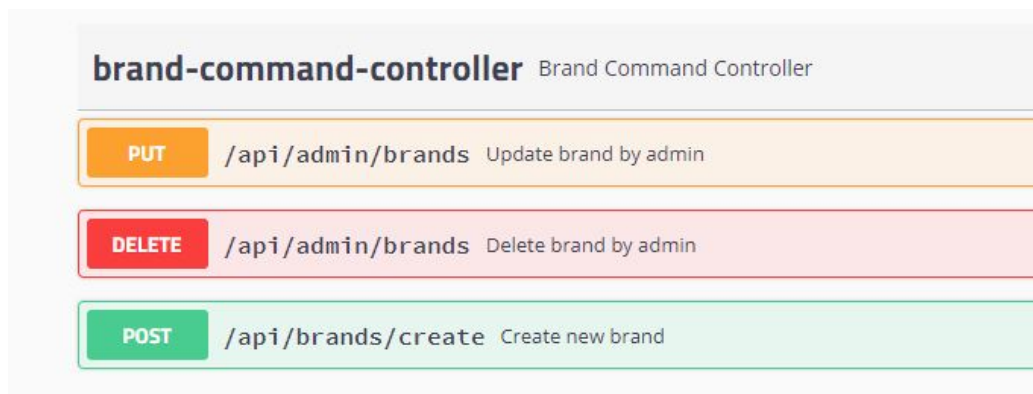 brand-command-controller Brand Command Controller
PUT /api/admin/brands Update brand by admin
DELETE /api/admin/brands Delete brand by admin
POST /api/brands/create Create new brand